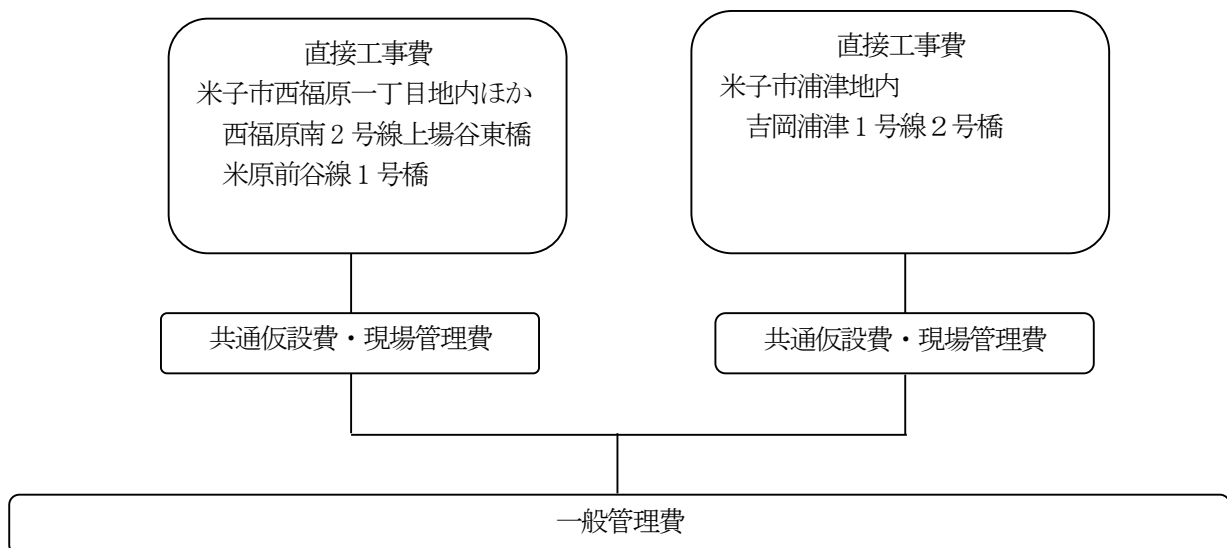 直接工事費
米子市西福原一丁目地内ほか
西福原南２号線上場谷東橋
米原前谷線１号橋
直接工事費
米子市浦津地内
吉岡浦津１号線２号橋
共通仮設費・現場管理費
共通仮設費・現場管理費
一般管理費